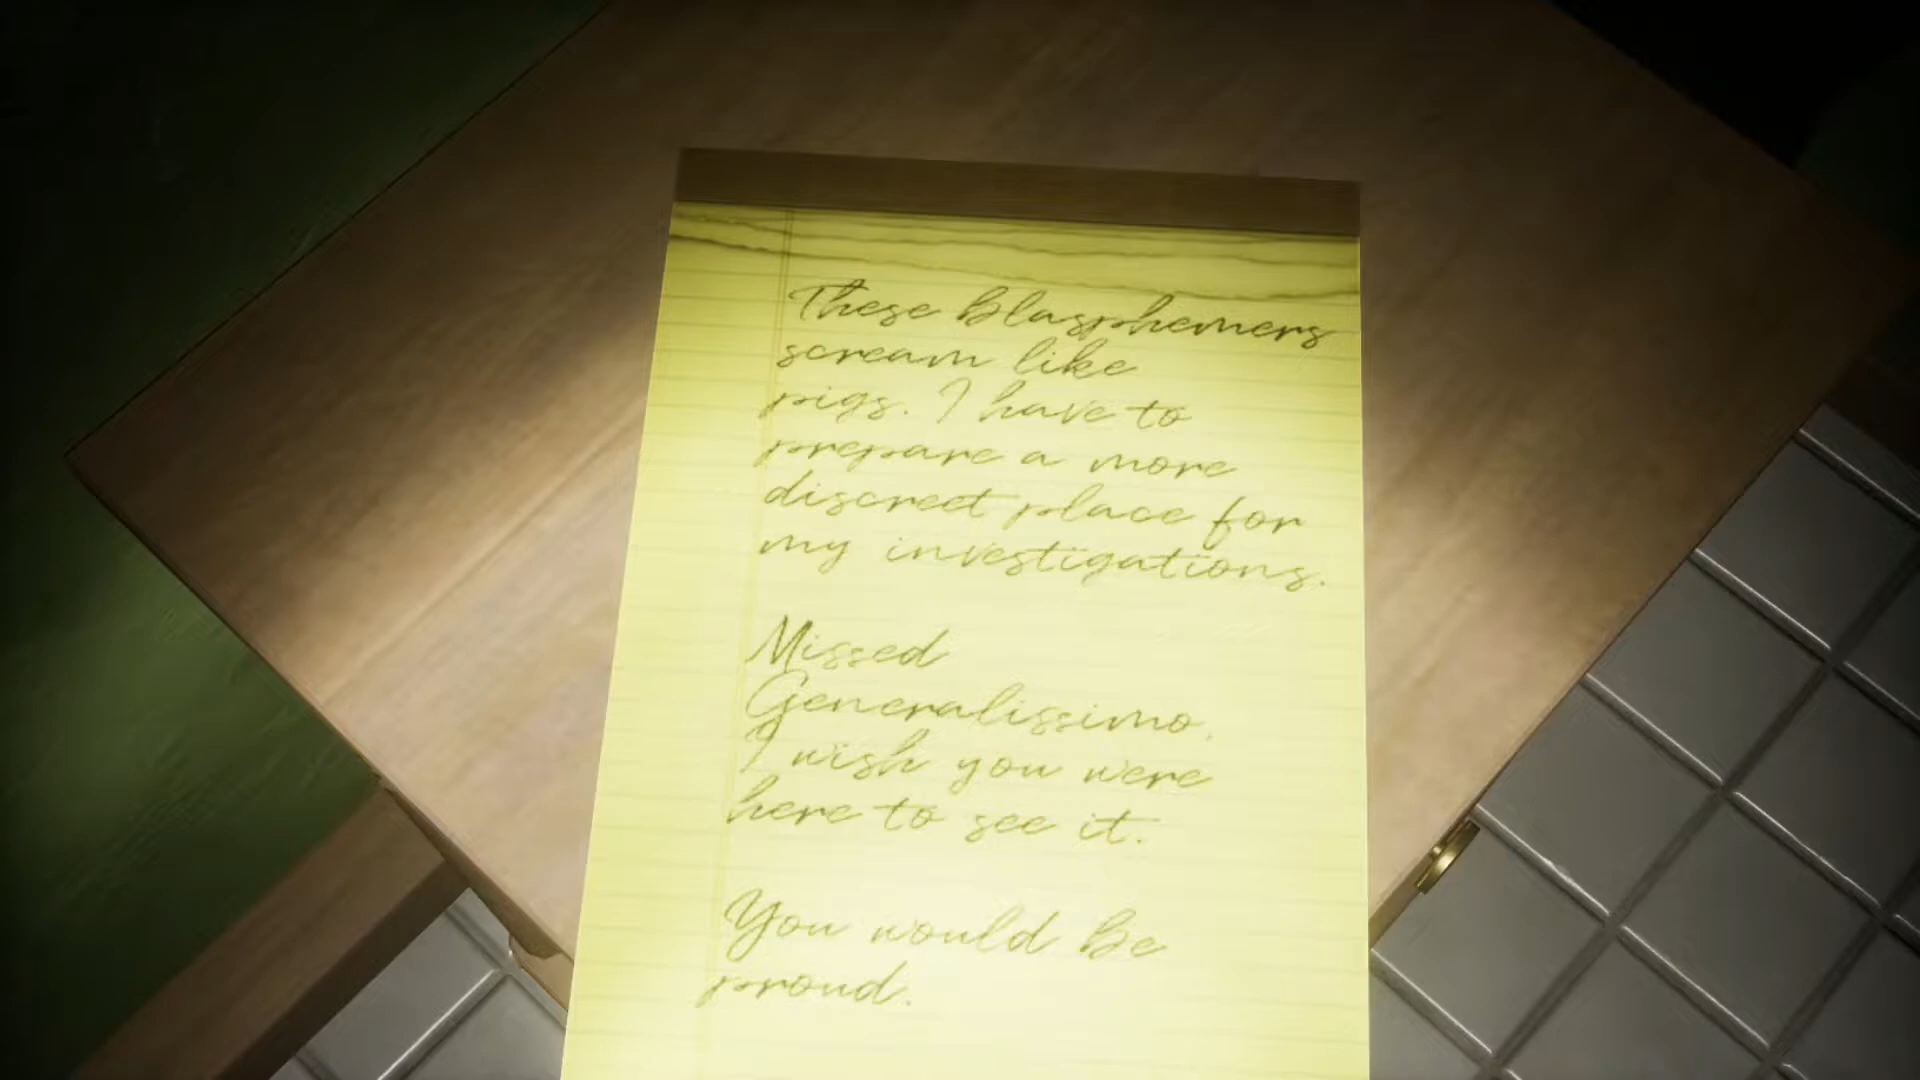 These Blasphemers
scream like
pigs. I have to
prepare a more
discreet place for
my investigations.
Missed
Generalissimo,
I wish you were
here to see it.
You would be
proud.